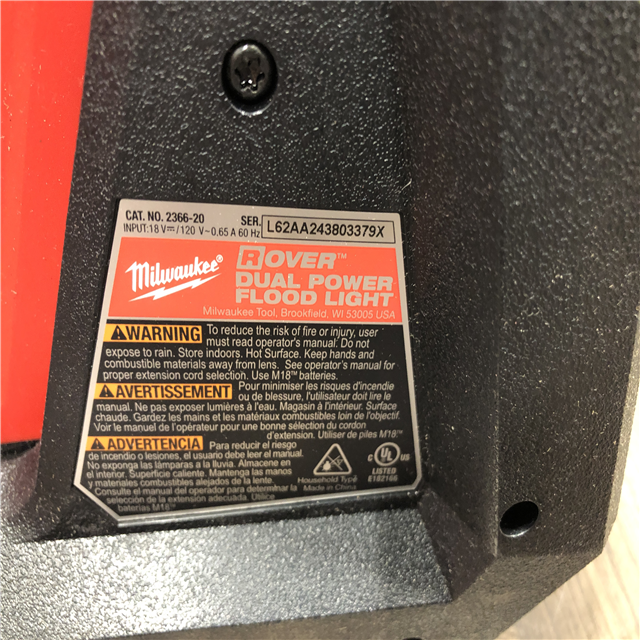 CAT. NO. 2366-20 SER. L62AA243803379X
INPUT:18 V⎓/120 V~0.65 A 60 Hz
Milwaukee®
ROVER™
DUAL POWER
FLOOD LIGHT
Milwaukee Tool, Brookfield, WI 53005 USA
WARNING To reduce the risk of fire or injury, user
must read operator's manual. Do not
expose to rain. Store indoors. Hot Surface. Keep hands and
combustible materials away from lens. See operator's manual for
proper extension cord selection. Use M18™ batteries.
AVERTISSEMENT Pour minimiser les risques d'incendie
ou de blessure, l'utilisateur doit lire le
manual. Ne pas exposer lumières à l'eau. Magasin à l'intérieur. Surface
chaude. Gardez les mains et les matériaux combustibles loin de l'objectif.
Voir le manuel de l'opérateur pour une bonne sélection du cordon
d'extension. Utiliser de piles M18™.
ADVERTENCIA Para reducir el riesgo
de incendio o lesiones, el usuario debe leer el manual.
No exponga las lámparas a la lluvia. Almacene en
el interior. Superficie caliente. Mantenga las manos
y materiales combustibles alejados de la lente.
Consulte el manual del operador para determinar la
selección de la extensión adecuada. Utilice
baterías M18™
Household Type
Made in China
C UL US
LISTED
E182166